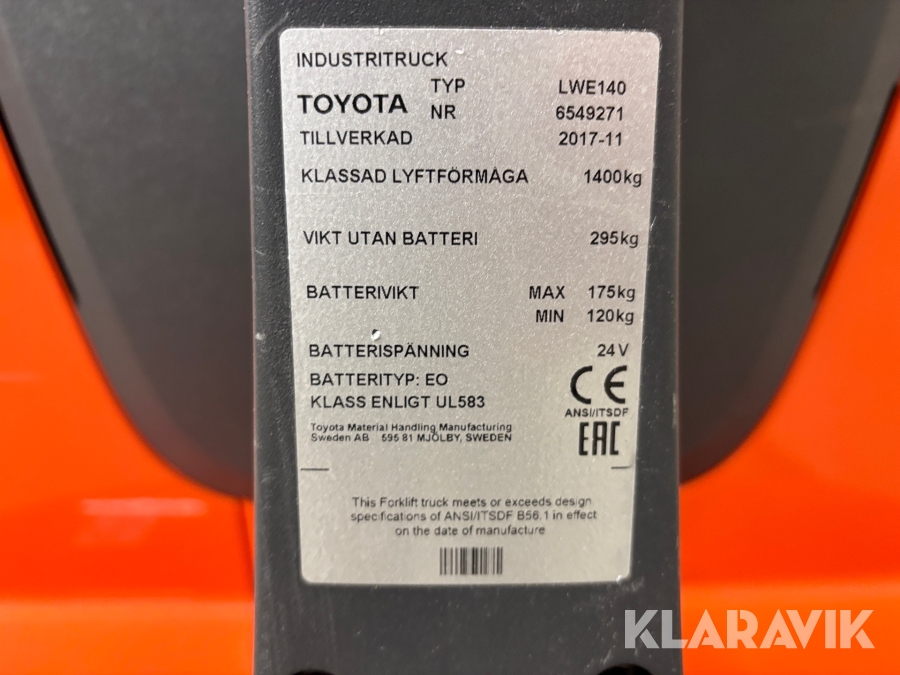 INDUSTRITRUCK
TOYOTA TYP LWE140
NR 6549271
TILLVERKAD 2017-11
KLASSAD LYFTFÖRMÅGA 1400kg
VIKT UTAN BATTERI 295kg
BATTERIVIKT MAX 175kg
MIN 120kg
BATTERISPÄNNING 24V
BATTERITYP: EO
KLASS ENLIGT UL583
CE
ANSI/ITSDF
EAC
Toyota Material Handling Manufacturing
Sweden AB 595 81 MJÖLBY, SWEDEN
This Forklift truck meets or exceeds design
specifications of ANSI/ITSDF B56.1 in effect
on the date of manufacture
KLARAVIK